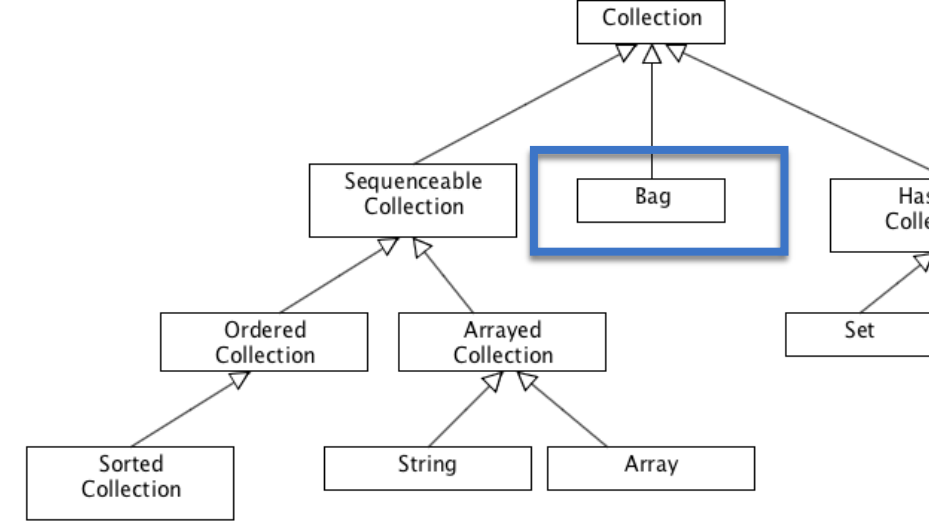 Collection
Sequenceable
Collection
Bag
Ordered
Collection
Arrayed
Collection
Set
Sorted
Collection
String
Array